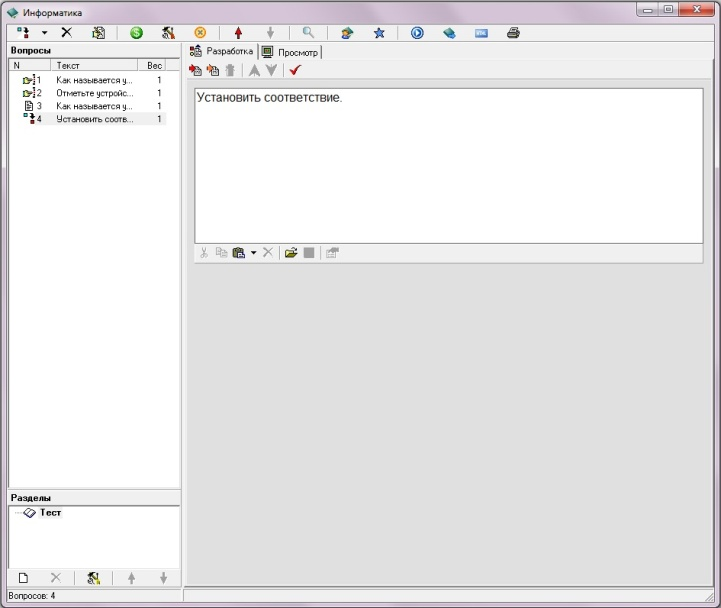 Информатика
Вопросы
N Текст Вес
1 Как называется у... 1
2 Отметьте устройс... 1
3 Как называется у... 1
4 Установить соотв... 1
Разработка Просмотр
Установить соответствие.
Разделы
Тест
Вопросов: 4